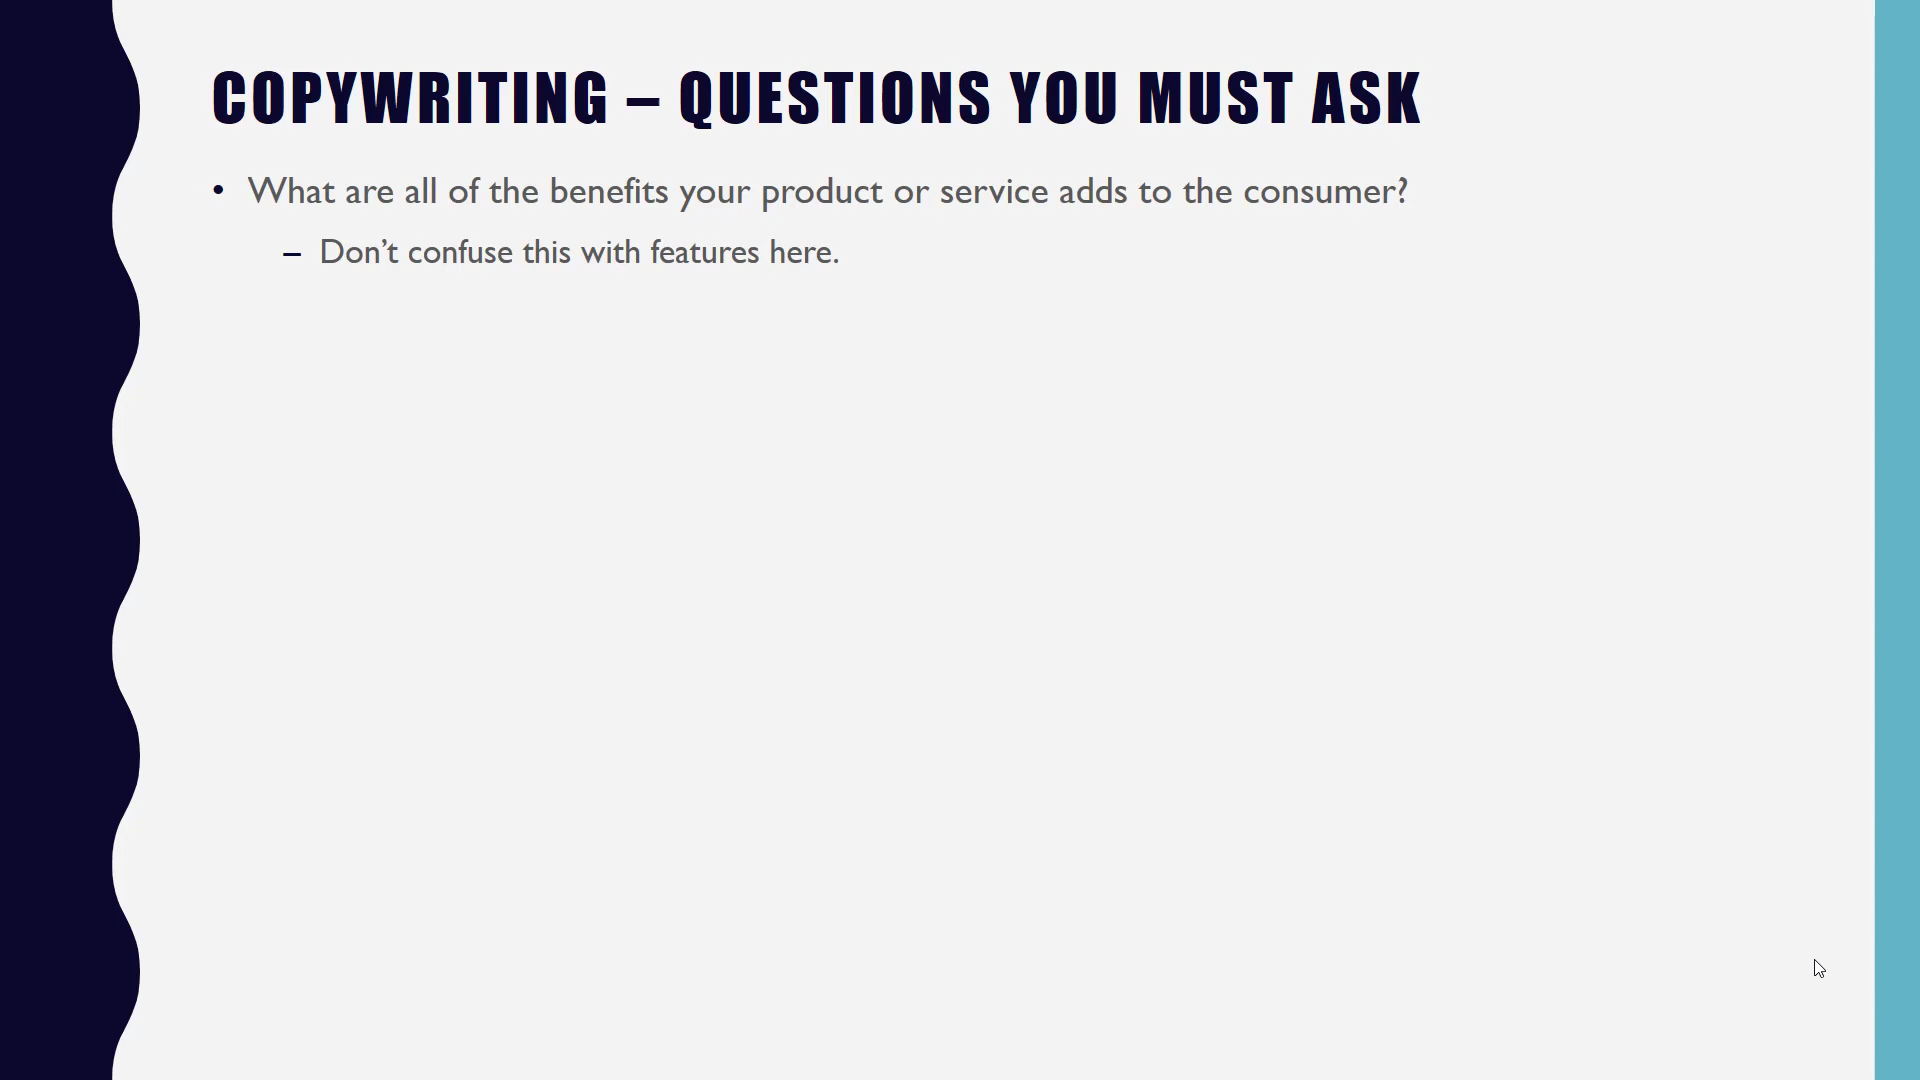 COPYWRITING – QUESTIONS YOU MUST ASK
• What are all of the benefits your product or service adds to the consumer?
– Don’t confuse this with features here.